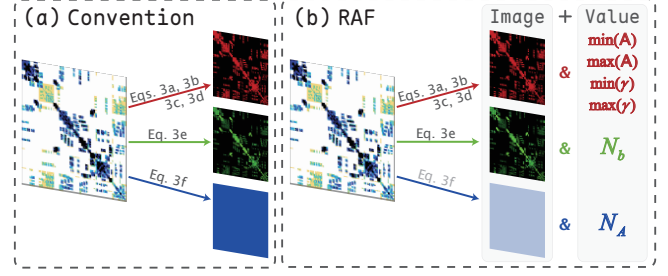 (a) Convention
Eqs. 3a, 3b
3c, 3d
Eq. 3e
Eq. 3f
(b) RAF
Image + Value
Eqs. 3a, 3b
3c, 3d
Eq. 3e
Eq. 3f
&
min(A)
max(A)
min(γ)
max(γ)
& N_b
& N_A